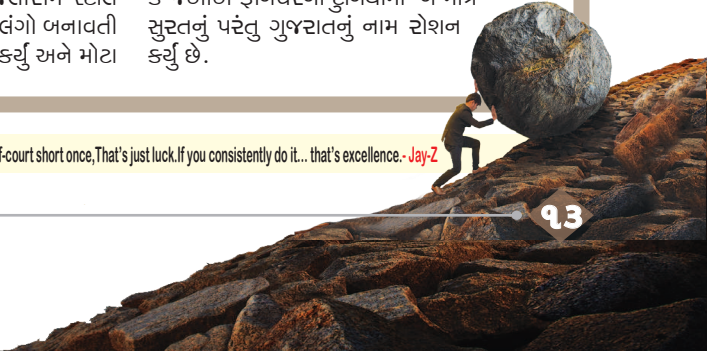 લંગો બનાવતી
કર્યું અને મોટા
સુરતનું પરંતુ ગુજરાતનું નામ રોશન
કર્યું છે.
f-court short once,That's just luck.If you consistently do it... that's excellence.- Jay-Z
૧૩